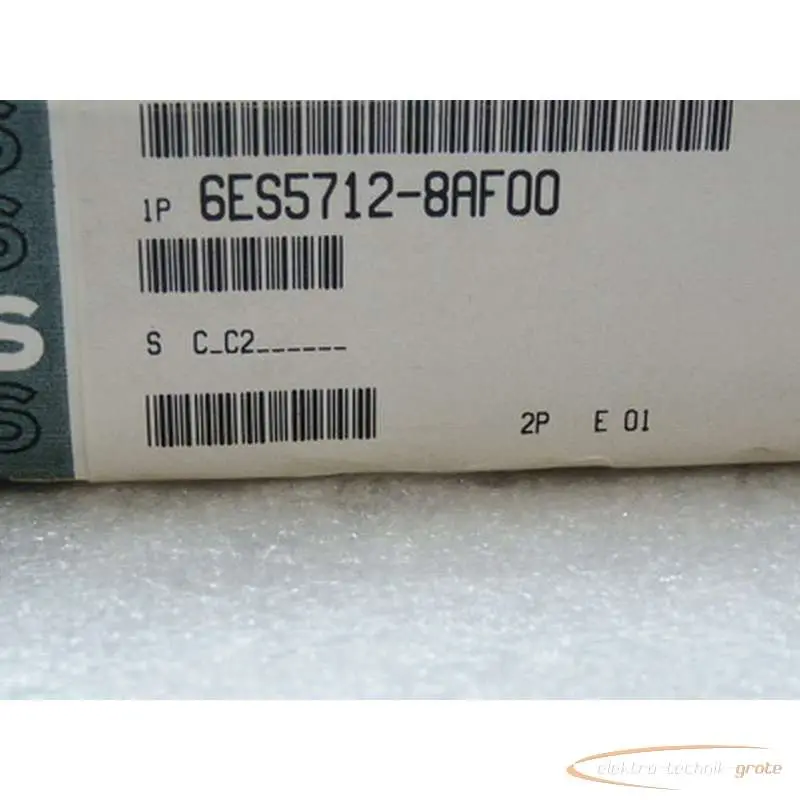 1P 6ES5712-8AF00
S C_C2______
2P E 01
S
S
S
S
elektro-technik-grote